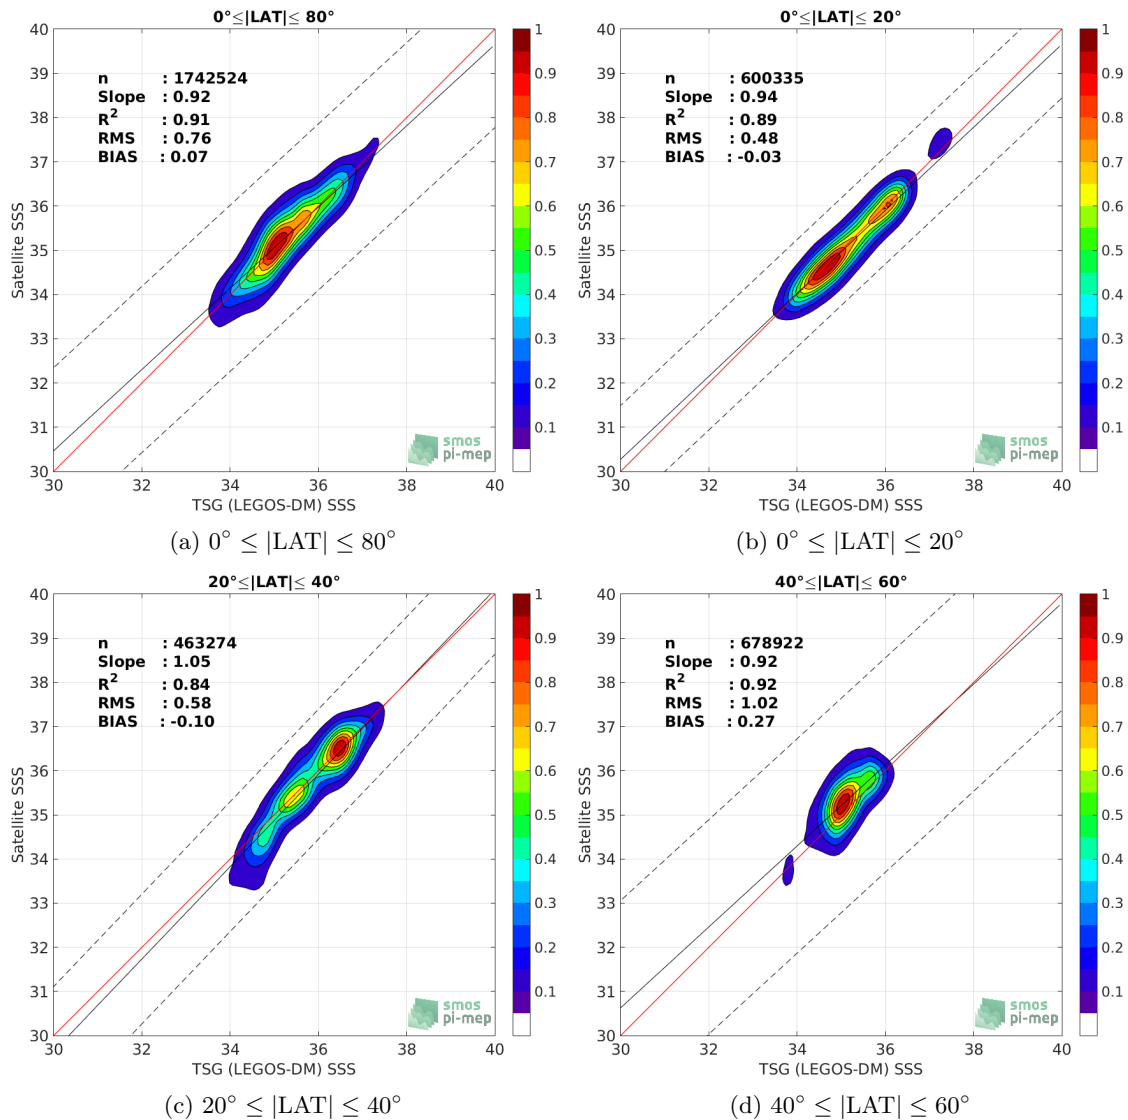 0°≤|LAT|≤ 80°
n : 1742524
Slope : 0.92
R² : 0.91
RMS : 0.76
BIAS : 0.07
Satellite SSS
40
39
38
37
36
35
34
33
32
31
30
30 32 34 36 38 40
TSG (LEGOS-DM) SSS
1
0.9
0.8
0.7
0.6
0.5
0.4
0.3
0.2
0.1
smos
pi-mep
(a) 0° ≤ |LAT| ≤ 80°
0°≤|LAT|≤ 20°
n : 600335
Slope : 0.94
R² : 0.89
RMS : 0.48
BIAS : -0.03
Satellite SSS
40
39
38
37
36
35
34
33
32
31
30
30 32 34 36 38 40
TSG (LEGOS-DM) SSS
1
0.9
0.8
0.7
0.6
0.5
0.4
0.3
0.2
0.1
smos
pi-mep
(b) 0° ≤ |LAT| ≤ 20°
20°≤|LAT|≤ 40°
n : 463274
Slope : 1.05
R² : 0.84
RMS : 0.58
BIAS : -0.10
Satellite SSS
40
39
38
37
36
35
34
33
32
31
30
30 32 34 36 38 40
TSG (LEGOS-DM) SSS
1
0.9
0.8
0.7
0.6
0.5
0.4
0.3
0.2
0.1
smos
pi-mep
(c) 20° ≤ |LAT| ≤ 40°
40°≤|LAT|≤ 60°
n : 678922
Slope : 0.92
R² : 0.92
RMS : 1.02
BIAS : 0.27
Satellite SSS
40
39
38
37
36
35
34
33
32
31
30
30 32 34 36 38 40
TSG (LEGOS-DM) SSS
1
0.9
0.8
0.7
0.6
0.5
0.4
0.3
0.2
0.1
smos
pi-mep
(d) 40° ≤ |LAT| ≤ 60°